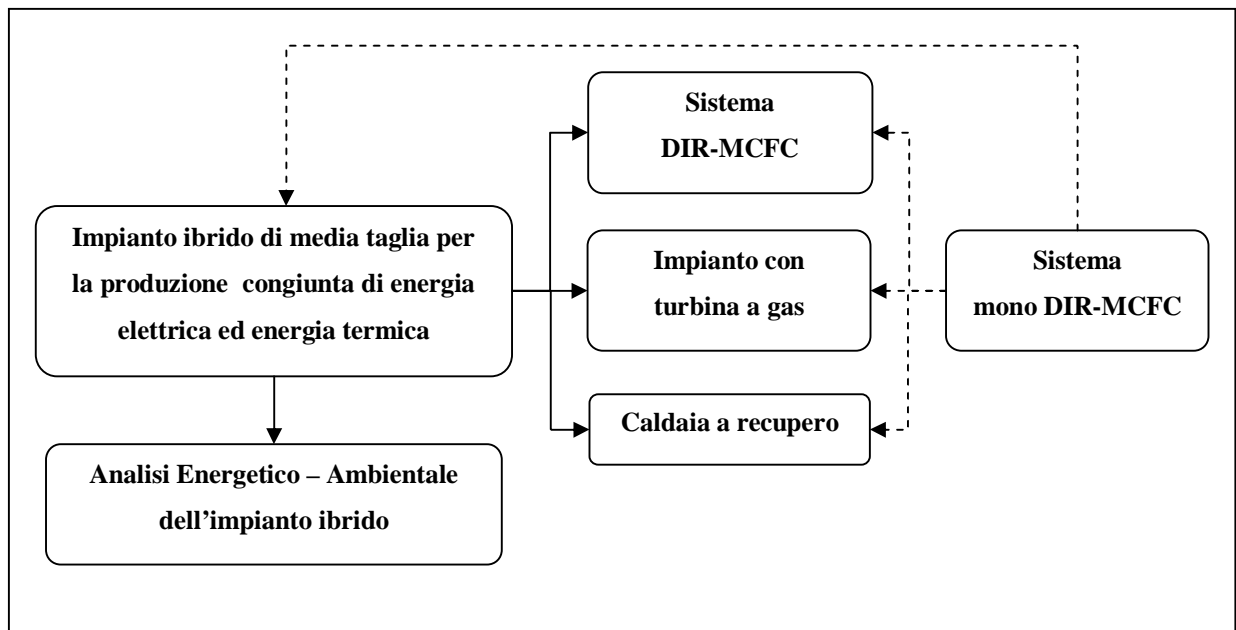 Sistema
DIR-MCFC
Impianto ibrido di media taglia per
la produzione congiunta di energia
elettrica ed energia termica
Impianto con
turbina a gas
Sistema
mono DIR-MCFC
Caldaia a recupero
Analisi Energetico – Ambientale
dell’impianto ibrido